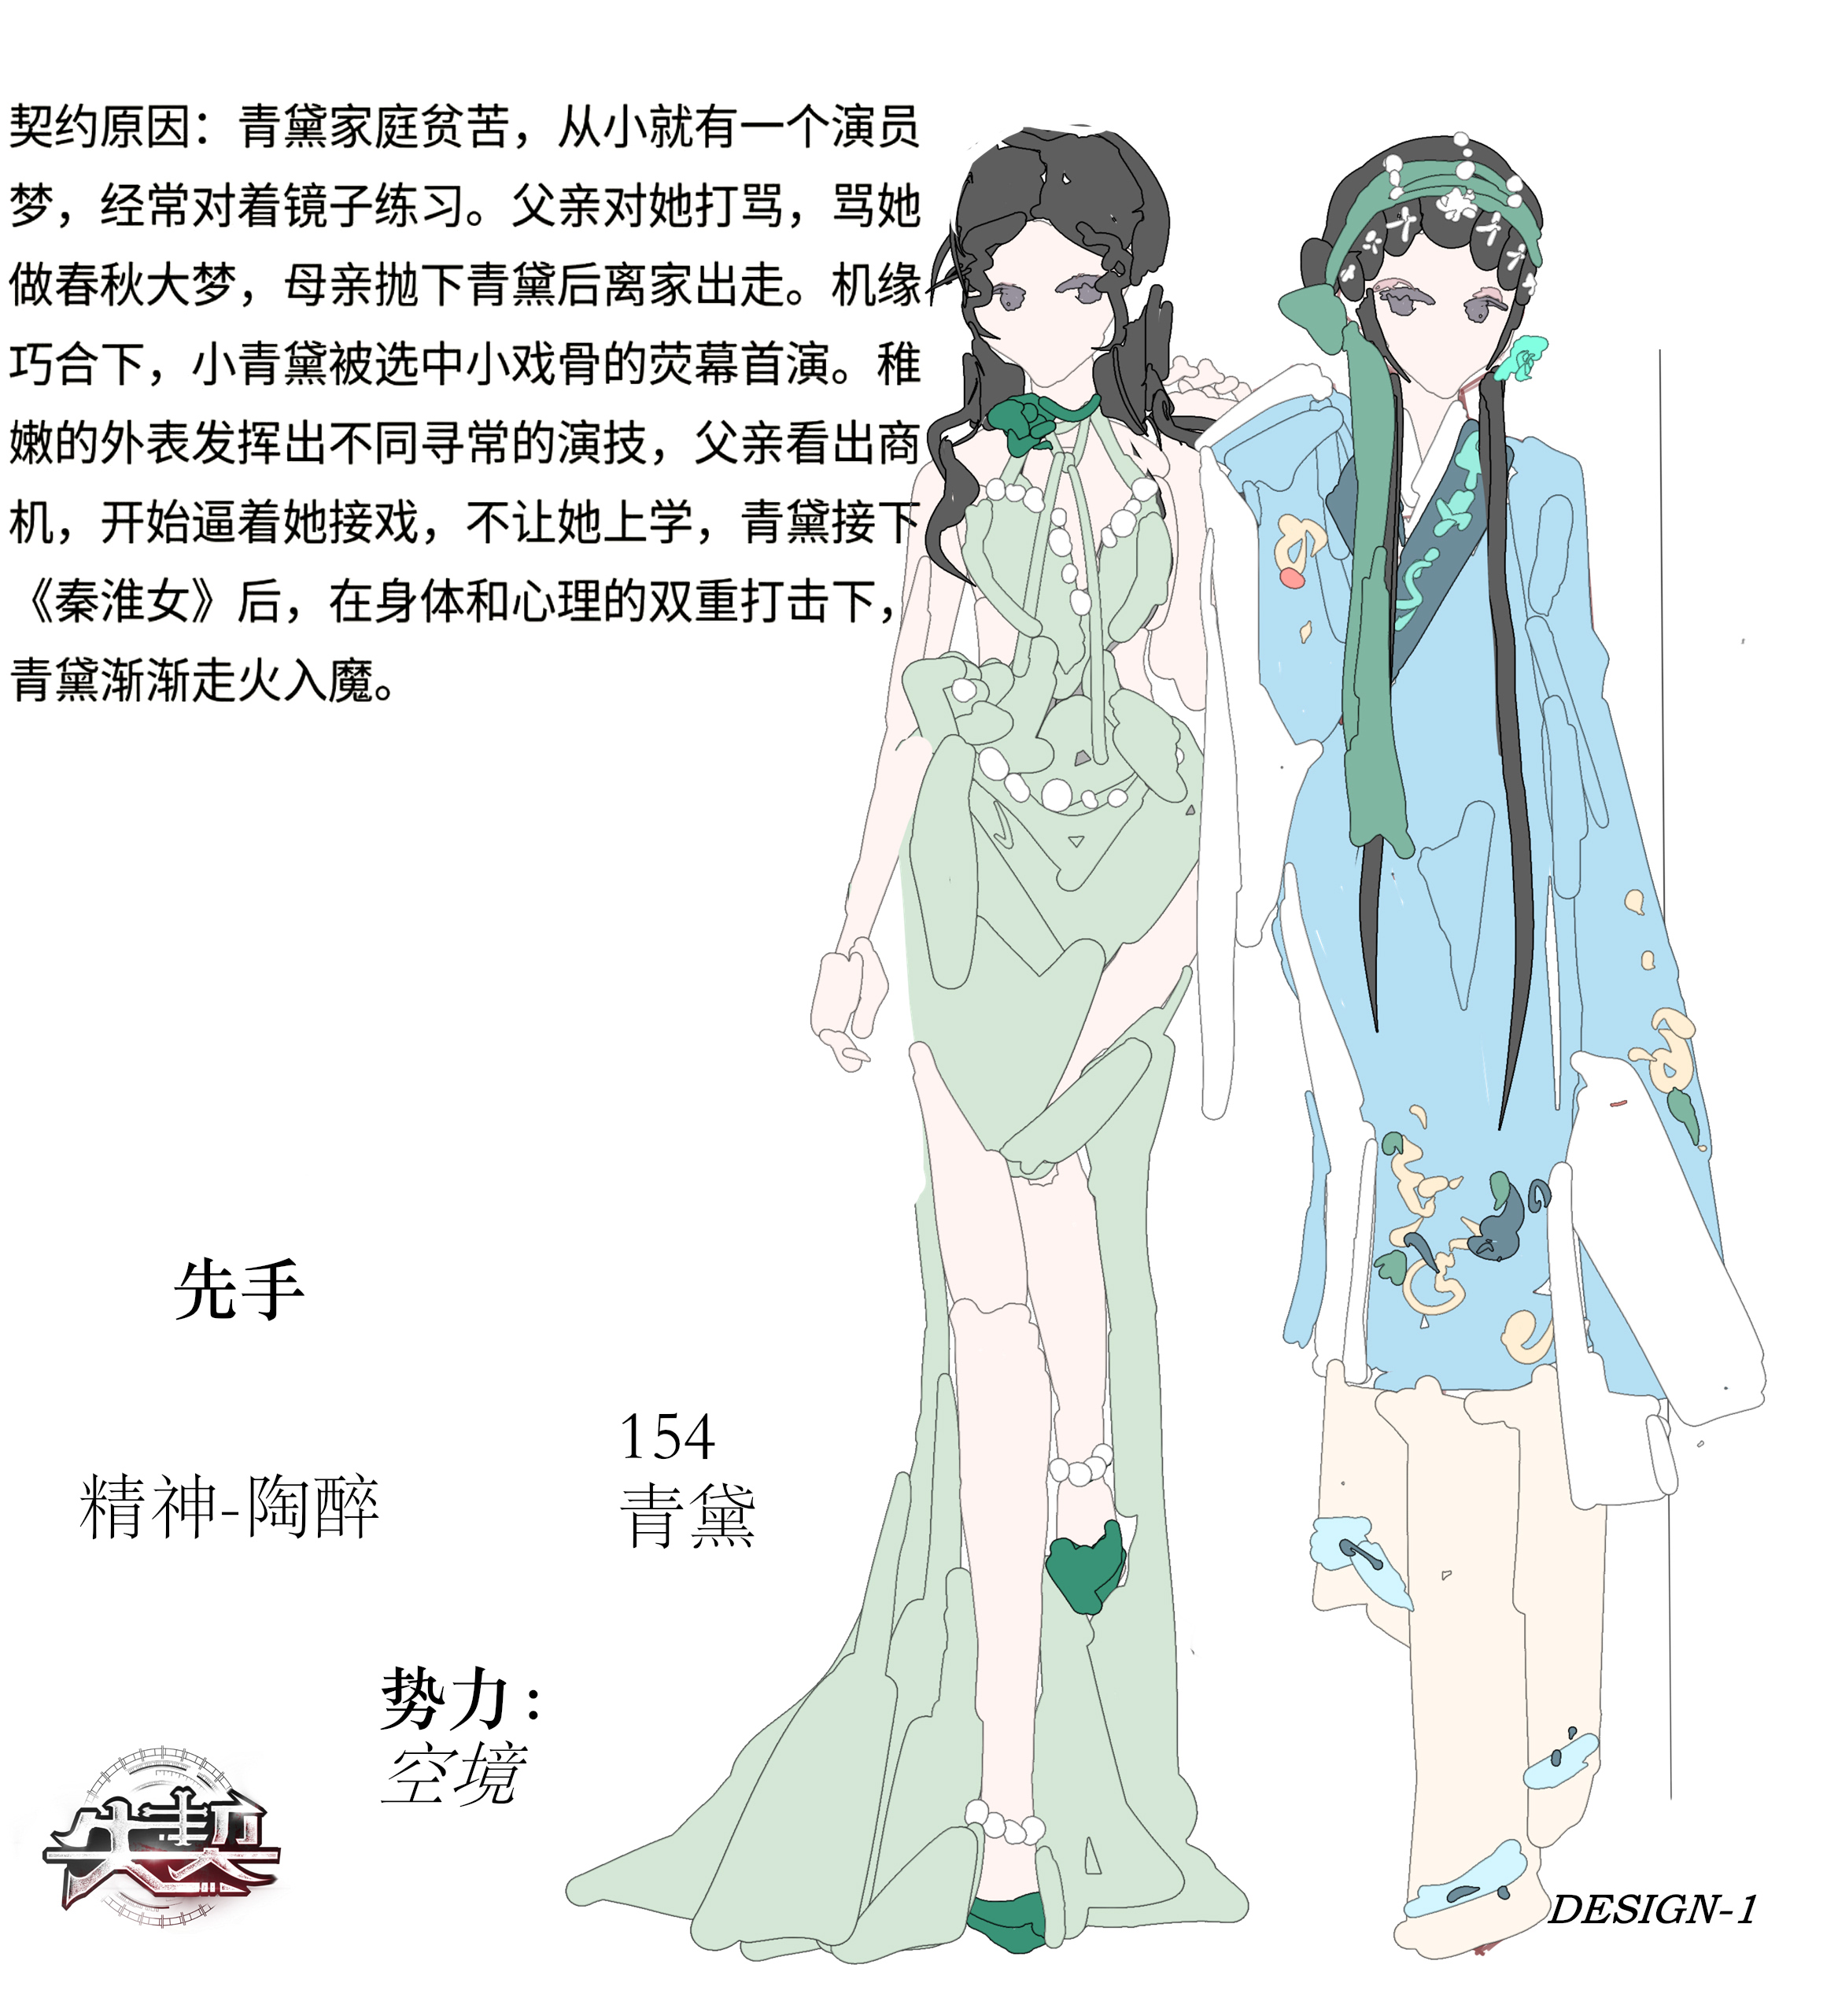 契约原因：青黛家庭贫苦，从小就有一个演员
梦，经常对着镜子练习。父亲对她打骂，骂她
做春秋大梦，母亲抛下青黛后离家出走。机缘
巧合下，小青黛被选中小戏骨的荧幕首演。稚
嫩的外表发挥出不同寻常的演技，父亲看出商
机，开始逼着她接戏，不让她上学，青黛接下
《秦淮女》后，在身体和心理的双重打击下，
青黛渐渐走火入魔。
先手
154
精神-陶醉
青黛
势力：
空境
失契
DESIGN-1